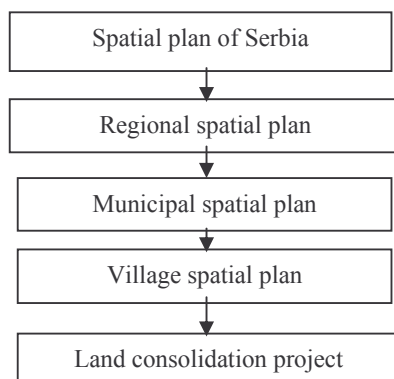 Spatial plan of Serbia
Regional spatial plan
Municipal spatial plan
Village spatial plan
Land consolidation project